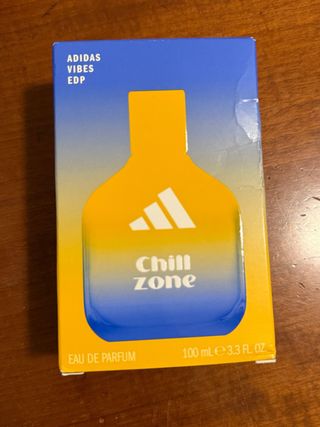 ADIDAS
VIBES
EDP
Chill
zone
EAU DE PARFUM 100 mL ℮ 3.3 FL. OZ